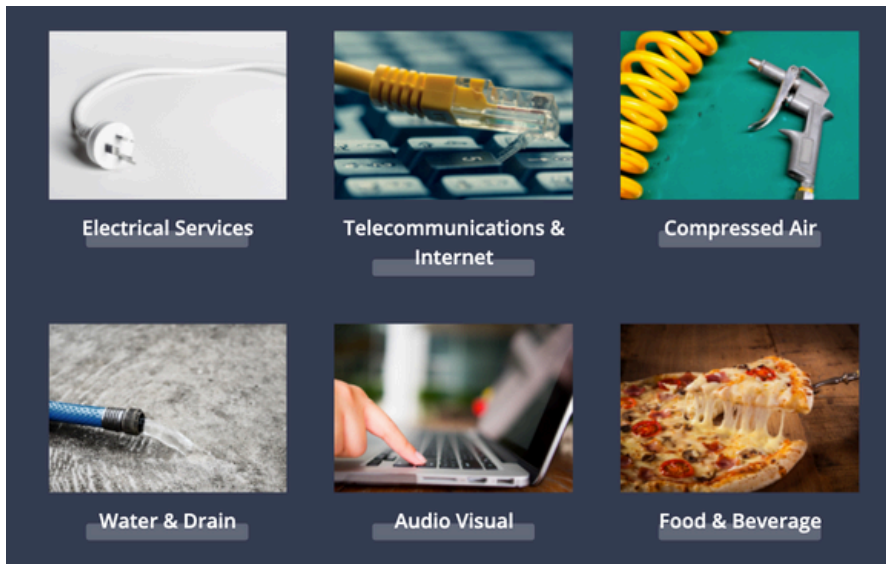 Electrical Services
Telecommunications &
Internet
Compressed Air
Water & Drain
Audio Visual
Food & Beverage